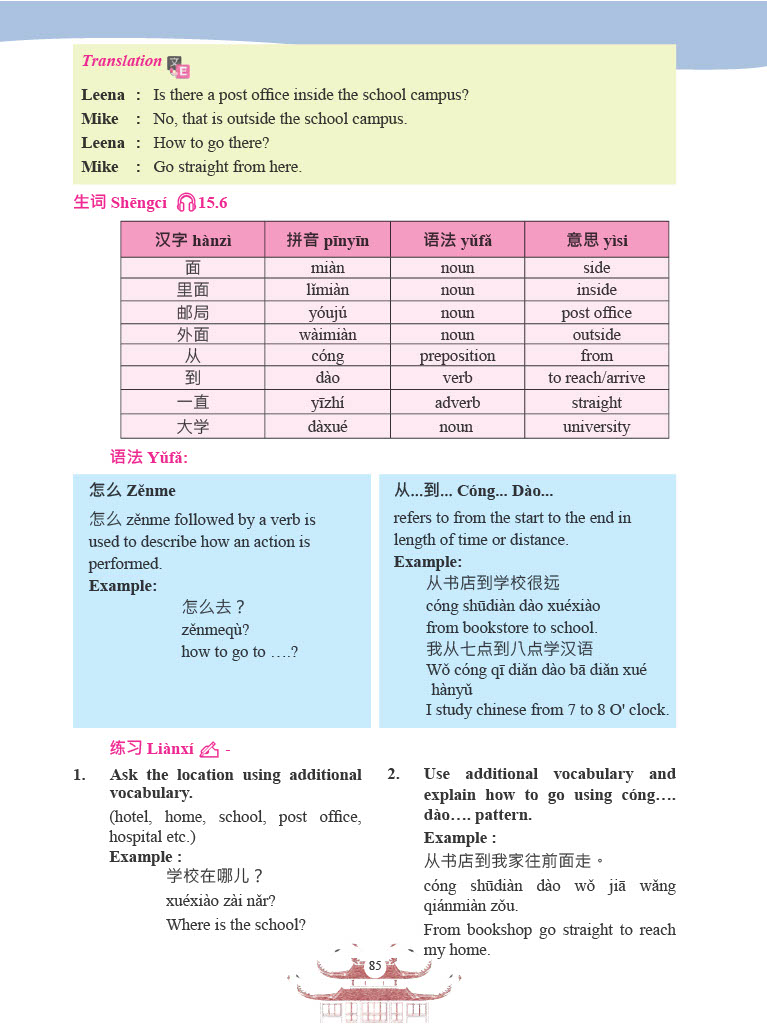 Translation
Leena : Is there a post office inside the school campus?
Mike : No, that is outside the school campus.
Leena : How to go there?
Mike : Go straight from here.
生词 Shēngcí 15.6
汉字 hànzì 拼音 pīnyīn 语法 yǔfǎ 意思 yìsi
面 miàn noun side
里面 lǐmiàn noun inside
邮局 yóujú noun post office
外面 wàimiàn noun outside
从 cóng preposition from
到 dào verb to reach/arrive
一直 yīzhí adverb straight
大学 dàxué noun university
语法 Yǔfǎ:
怎么 Zěnme
怎么 zěnme followed by a verb is
used to describe how an action is
performed.
Example:
怎么去？
zěnmeqù?
how to go to ….?
从...到... Cóng... Dào...
refers to from the start to the end in
length of time or distance.
Example:
从书店到学校很远
cóng shūdiàn dào xuéxiào
from bookstore to school.
我从七点到八点学汉语
Wǒ cóng qī diǎn dào bā diǎn xué
hànyǔ
I study chinese from 7 to 8 O' clock.
练习 Liànxí -
1. Ask the location using additional
vocabulary.
(hotel, home, school, post office,
hospital etc.)
Example :
学校在哪儿？
xuéxiào zài nǎr?
Where is the school?
2. Use additional vocabulary and
explain how to go using cóng….
dào…. pattern.
Example :
从书店到我家往前面走。
cóng shūdiàn dào wǒ jiā wǎng
qiánmiàn zǒu.
From bookshop go straight to reach
my home.
85